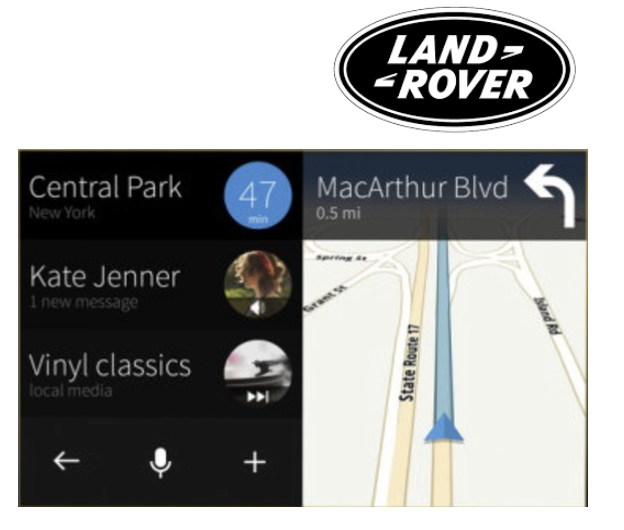 LAND
ROVER
Central Park
New York
47
min
Kate Jenner
1 new message
Vinyl classics
local media
MacArthur Blvd
0.5 mi
Spring St
Grant St
Island Rd
State Route 17